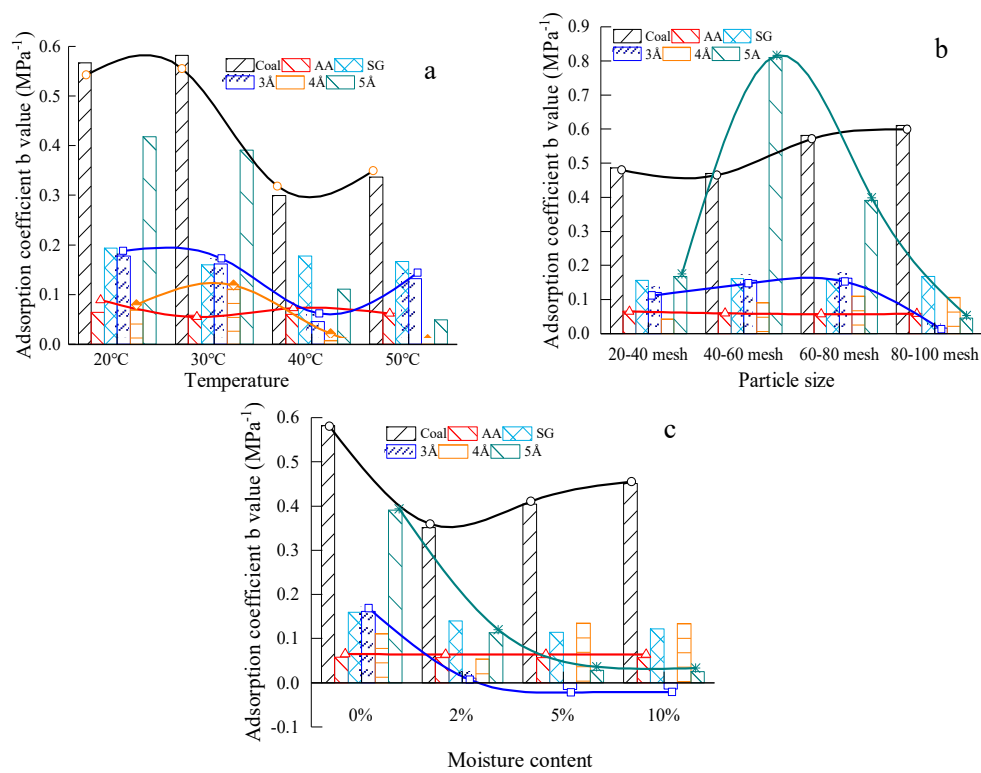 a
Adsorption coefficient b value (MPa-1)
0.6
0.5
0.4
0.3
0.2
0.1
0.0
Coal AA SG
3Å 4Å 5Å
20℃ 30℃ 40℃ 50℃
Temperature
b
Adsorption coefficient b value (MPa-1)
0.9
0.8
0.7
0.6
0.5
0.4
0.3
0.2
0.1
0.0
Coal AA SG
3Å 4Å 5A
20-40 mesh 40-60 mesh 60-80 mesh 80-100 mesh
Particle size
c
Adsorption coefficient b value (MPa-1)
0.6
0.5
0.4
0.3
0.2
0.1
0.0
-0.1
Coal AA SG
3Å 4Å 5Å
0% 2% 5% 10%
Moisture content